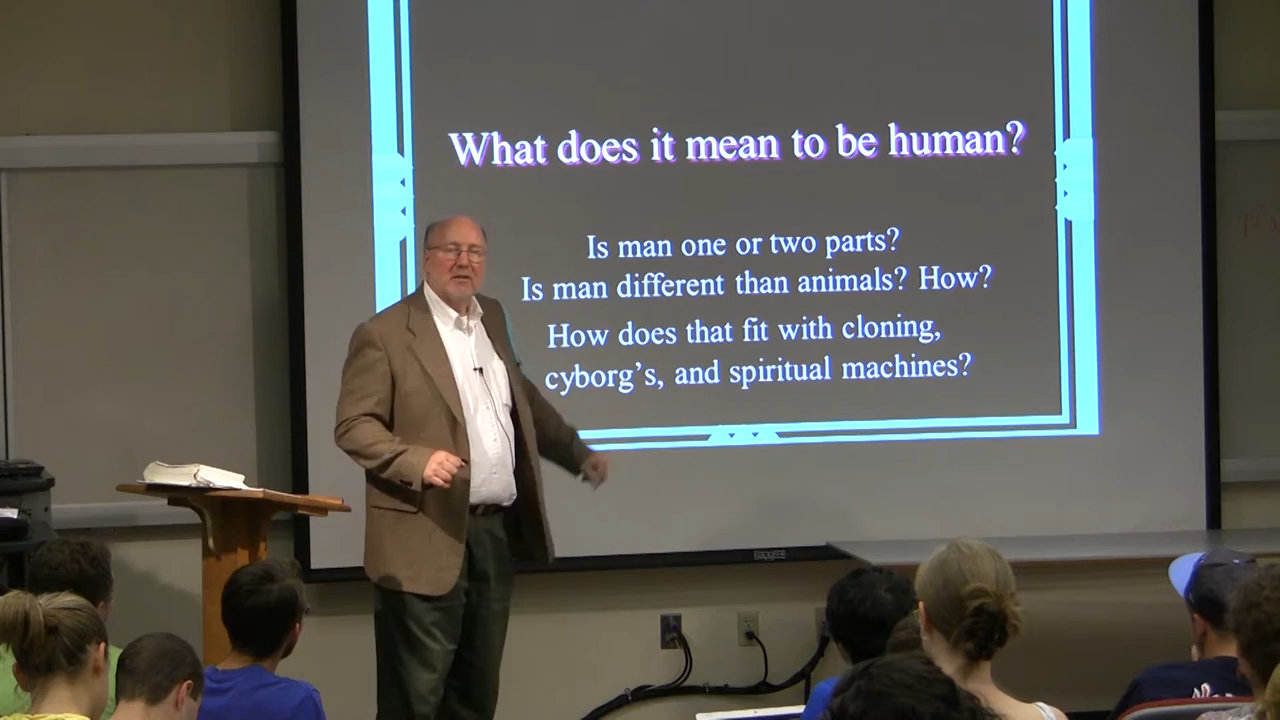 What does it mean to be human?
Is man one or two parts?
Is man different than animals? How?
How does that fit with cloning,
cyborg's, and spiritual machines?